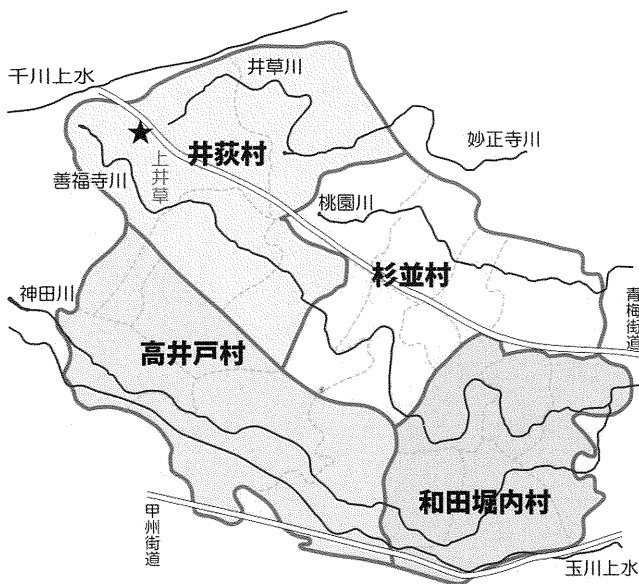 千川上水
井草川
妙正寺川
井荻村
上井草
善福寺川
桃園川
杉並村
青梅街道
神田川
高井戸村
和田堀内村
甲州街道
玉川上水